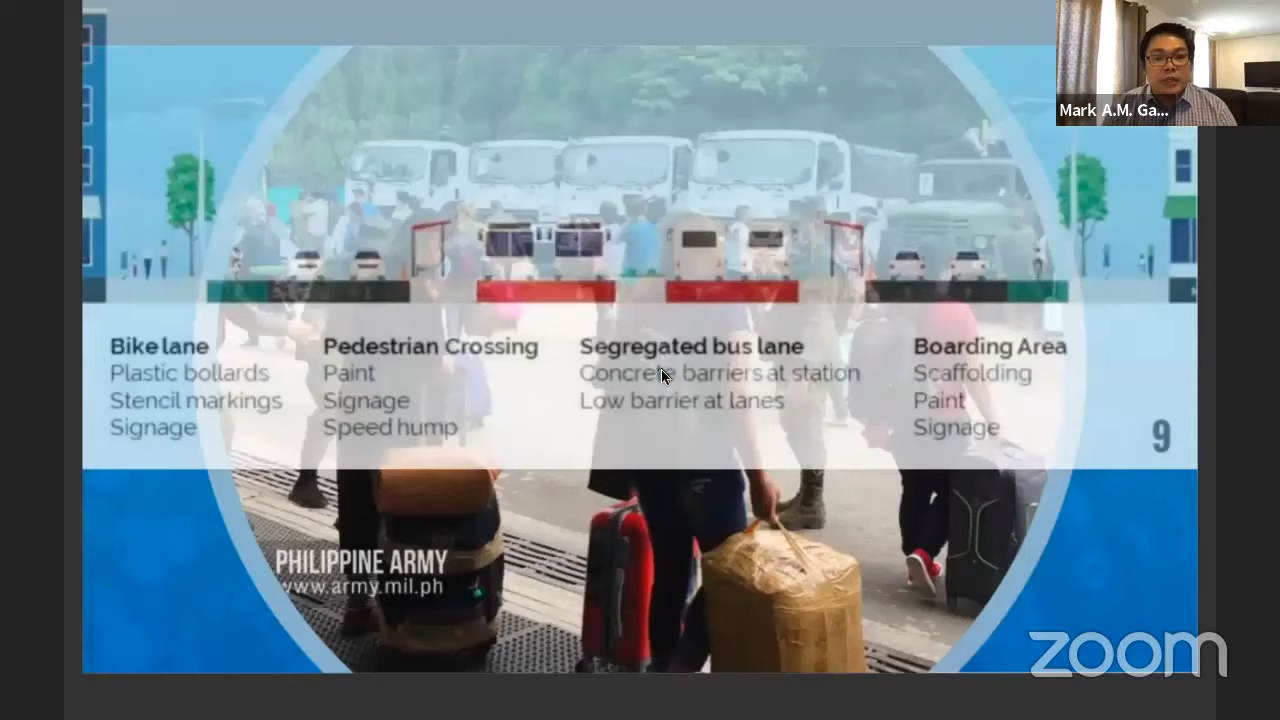 Mark A.M. Ga...
Bike lane
Plastic bollards
Stencil markings
Signage
Pedestrian Crossing
Paint
Signage
Speed hump
Segregated bus lane
Concrete barriers at station
Low barrier at lanes
Boarding Area
Scaffolding
Paint
Signage
9
PHILIPPINE ARMY
www.army.mil.ph
zoom